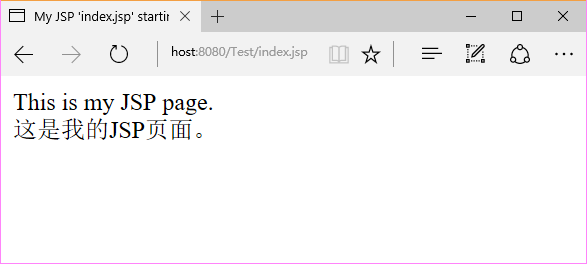 My JSP 'index.jsp' startin
host:8080/Test/index.jsp
This is my JSP page.
这是我的JSP页面。